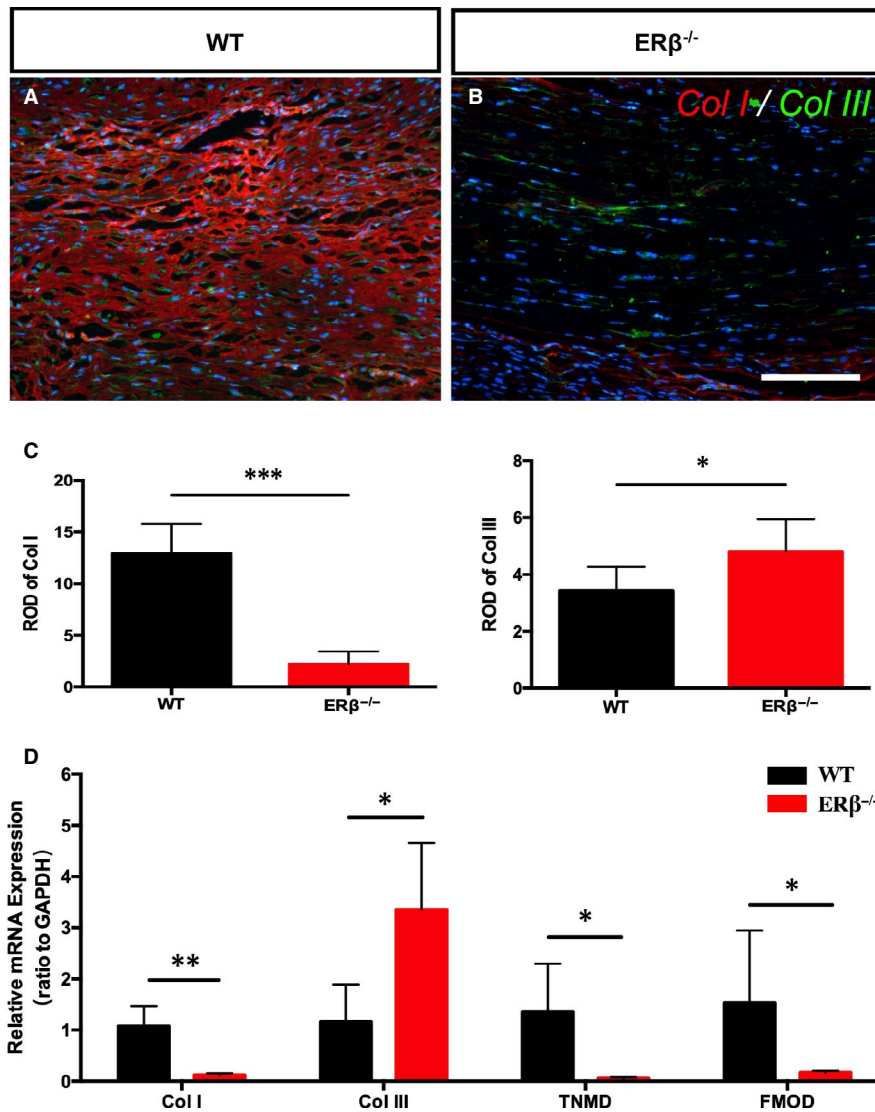 WT
ERβ⁻/⁻
A
B
Col I / Col III
C
ROD of Col I
20
15
10
5
0
***
WT
ERβ⁻/⁻
ROD of Col III
8
6
4
2
0
*
WT
ERβ⁻/⁻
D
Relative mRNA Expression
(ratio to GAPDH)
6
5
4
3
2
1
0
**
*
*
*
WT
ERβ⁻/⁻
Col I
Col III
TNMD
FMOD